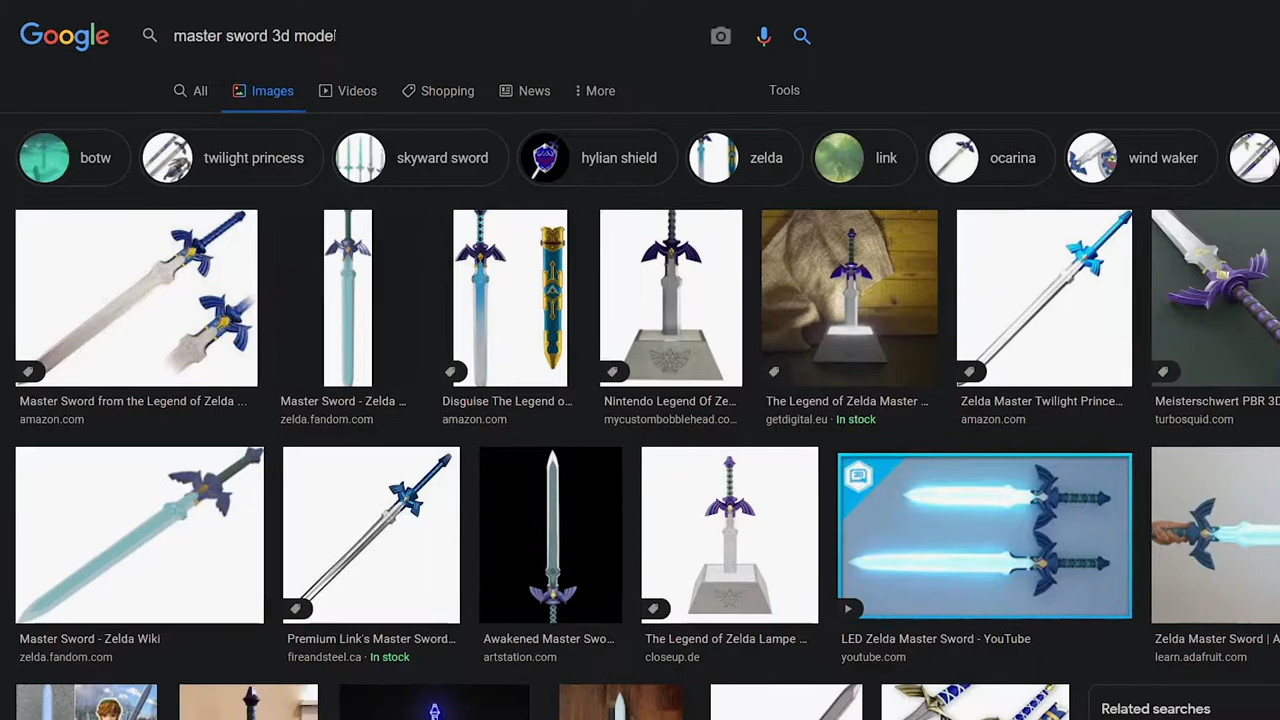 Google
master sword 3d model
All
Images
Videos
Shopping
News
More
Tools
botw
twilight princess
skyward sword
hylian shield
zelda
link
ocarina
wind waker
Master Sword from the Legend of Zelda ...
amazon.com
Master Sword - Zelda ...
zelda.fandom.com
Disguise The Legend o...
amazon.com
Nintendo Legend Of Ze...
mycustombobblehead.co...
The Legend of Zelda Master ...
getdigital.eu · In stock
Zelda Master Twilight Prince...
amazon.com
Meisterschwert PBR 3D
turbosquid.com
Master Sword - Zelda Wiki
zelda.fandom.com
Premium Link's Master Sword...
fireandsteel.ca · In stock
Awakened Master Swo...
artstation.com
The Legend of Zelda Lampe ...
closeup.de
LED Zelda Master Sword - YouTube
youtube.com
Zelda Master Sword | A
learn.adafruit.com
Related searches